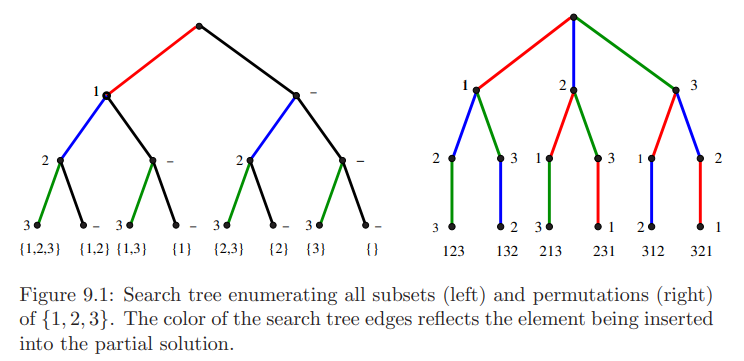 1 – 1 2 3
2 – 2 – 2 3 1 3 1 2
3 – 3 – 3 – 3 – 3 2 3 1 2 1
{1,2,3} {1,2} {1,3} {1} {2,3} {2} {3} {} 123 132 213 231 312 321
Figure 9.1: Search tree enumerating all subsets (left) and permutations (right)
of {1, 2, 3}. The color of the search tree edges reflects the element being inserted
into the partial solution.